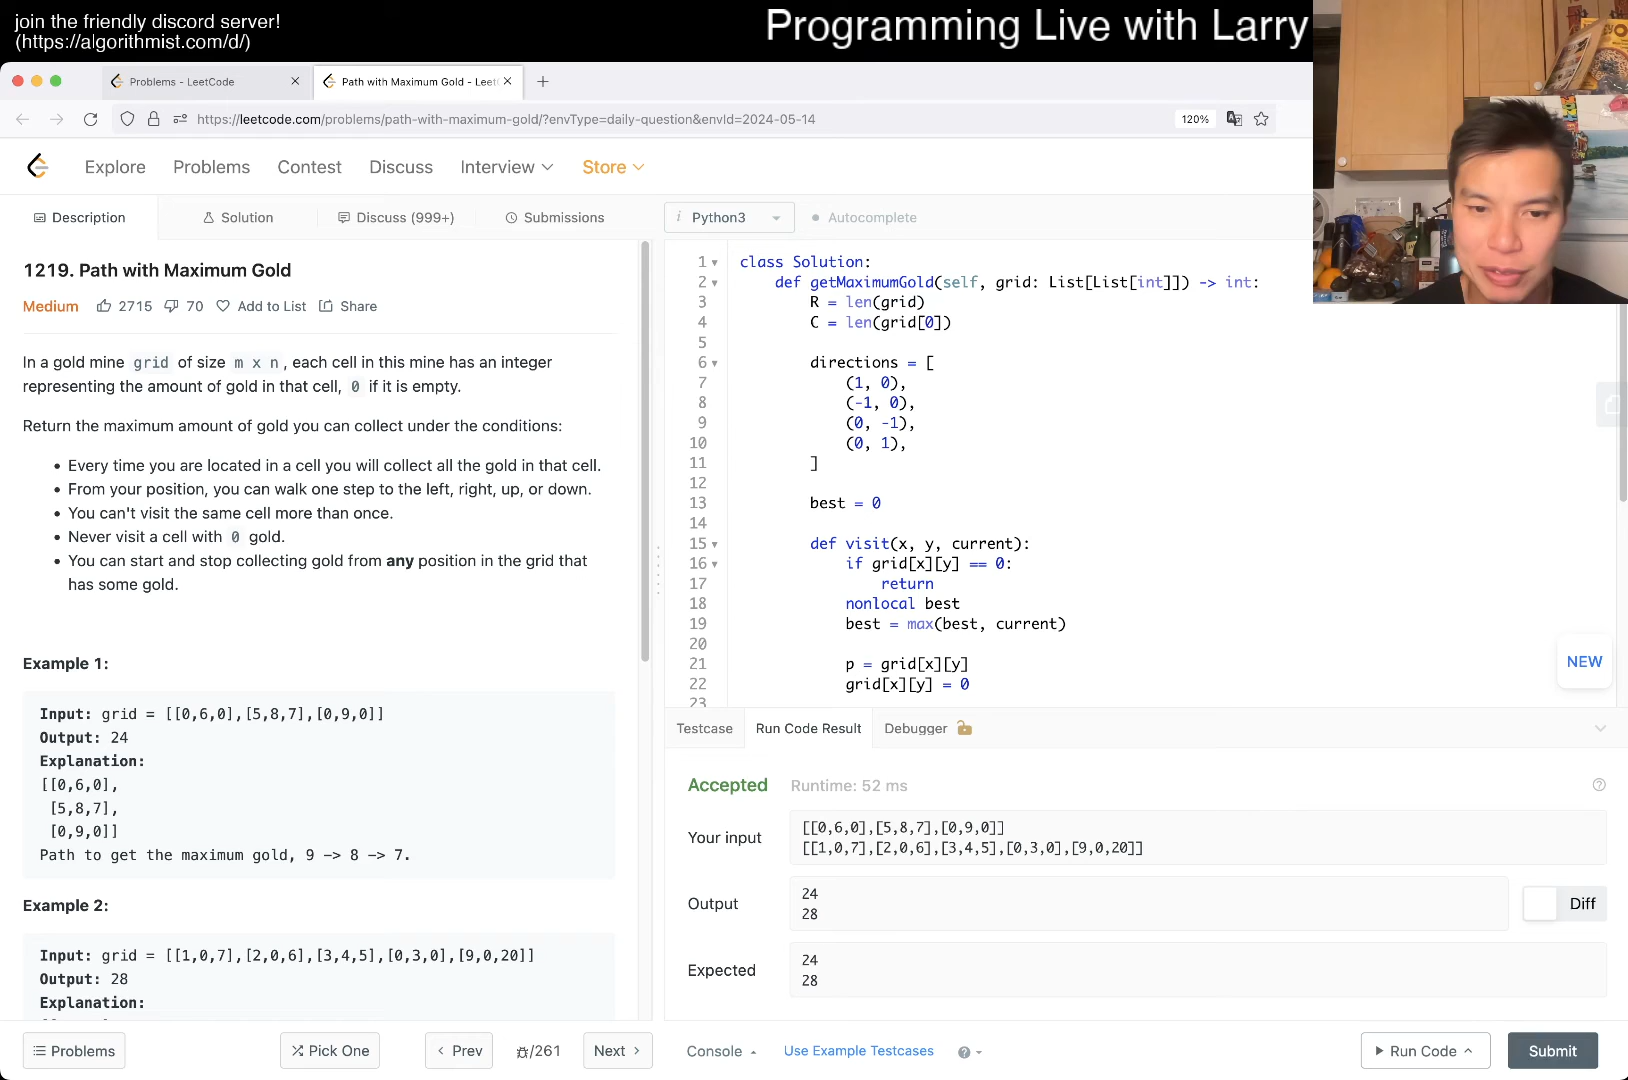 join the friendly discord server!
(https://algorithmist.com/d/)
Programming Live with Larry
Problems - LeetCode
Path with Maximum Gold - Leet
https://leetcode.com/problems/path-with-maximum-gold/?envType=daily-question&envId=2024-05-14
120%
Explore
Problems
Contest
Discuss
Interview
Store
Description
Solution
Discuss (999+)
Submissions
i Python3
Autocomplete
1219. Path with Maximum Gold
Medium
2715
70
Add to List
Share
In a gold mine grid of size m x n, each cell in this mine has an integer
representing the amount of gold in that cell, 0 if it is empty.
Return the maximum amount of gold you can collect under the conditions:
• Every time you are located in a cell you will collect all the gold in that cell.
• From your position, you can walk one step to the left, right, up, or down.
• You can't visit the same cell more than once.
• Never visit a cell with 0 gold.
• You can start and stop collecting gold from any position in the grid that
has some gold.
Example 1:
Input: grid = [[0,6,0],[5,8,7],[0,9,0]]
Output: 24
Explanation:
[[0,6,0],
[5,8,7],
[0,9,0]]
Path to get the maximum gold, 9 -> 8 -> 7.
Example 2:
Input: grid = [[1,0,7],[2,0,6],[3,4,5],[0,3,0],[9,0,20]]
Output: 28
Explanation:
1 class Solution:
2 def getMaximumGold(self, grid: List[List[int]]) -> int:
3 R = len(grid)
4 C = len(grid[0])
5
6 directions = [
7 (1, 0),
8 (-1, 0),
9 (0, -1),
10 (0, 1),
11 ]
12
13 best = 0
14
15 def visit(x, y, current):
16 if grid[x][y] == 0:
17 return
18 nonlocal best
19 best = max(best, current)
20
21 p = grid[x][y]
22 grid[x][y] = 0
23
NEW
Testcase
Run Code Result
Debugger
Accepted
Runtime: 52 ms
Your input
[[0,6,0],[5,8,7],[0,9,0]]
[[1,0,7],[2,0,6],[3,4,5],[0,3,0],[9,0,20]]
Output
24
28
Diff
Expected
24
28
Problems
Pick One
< Prev
/261
Next >
Console
Use Example Testcases
Run Code
Submit